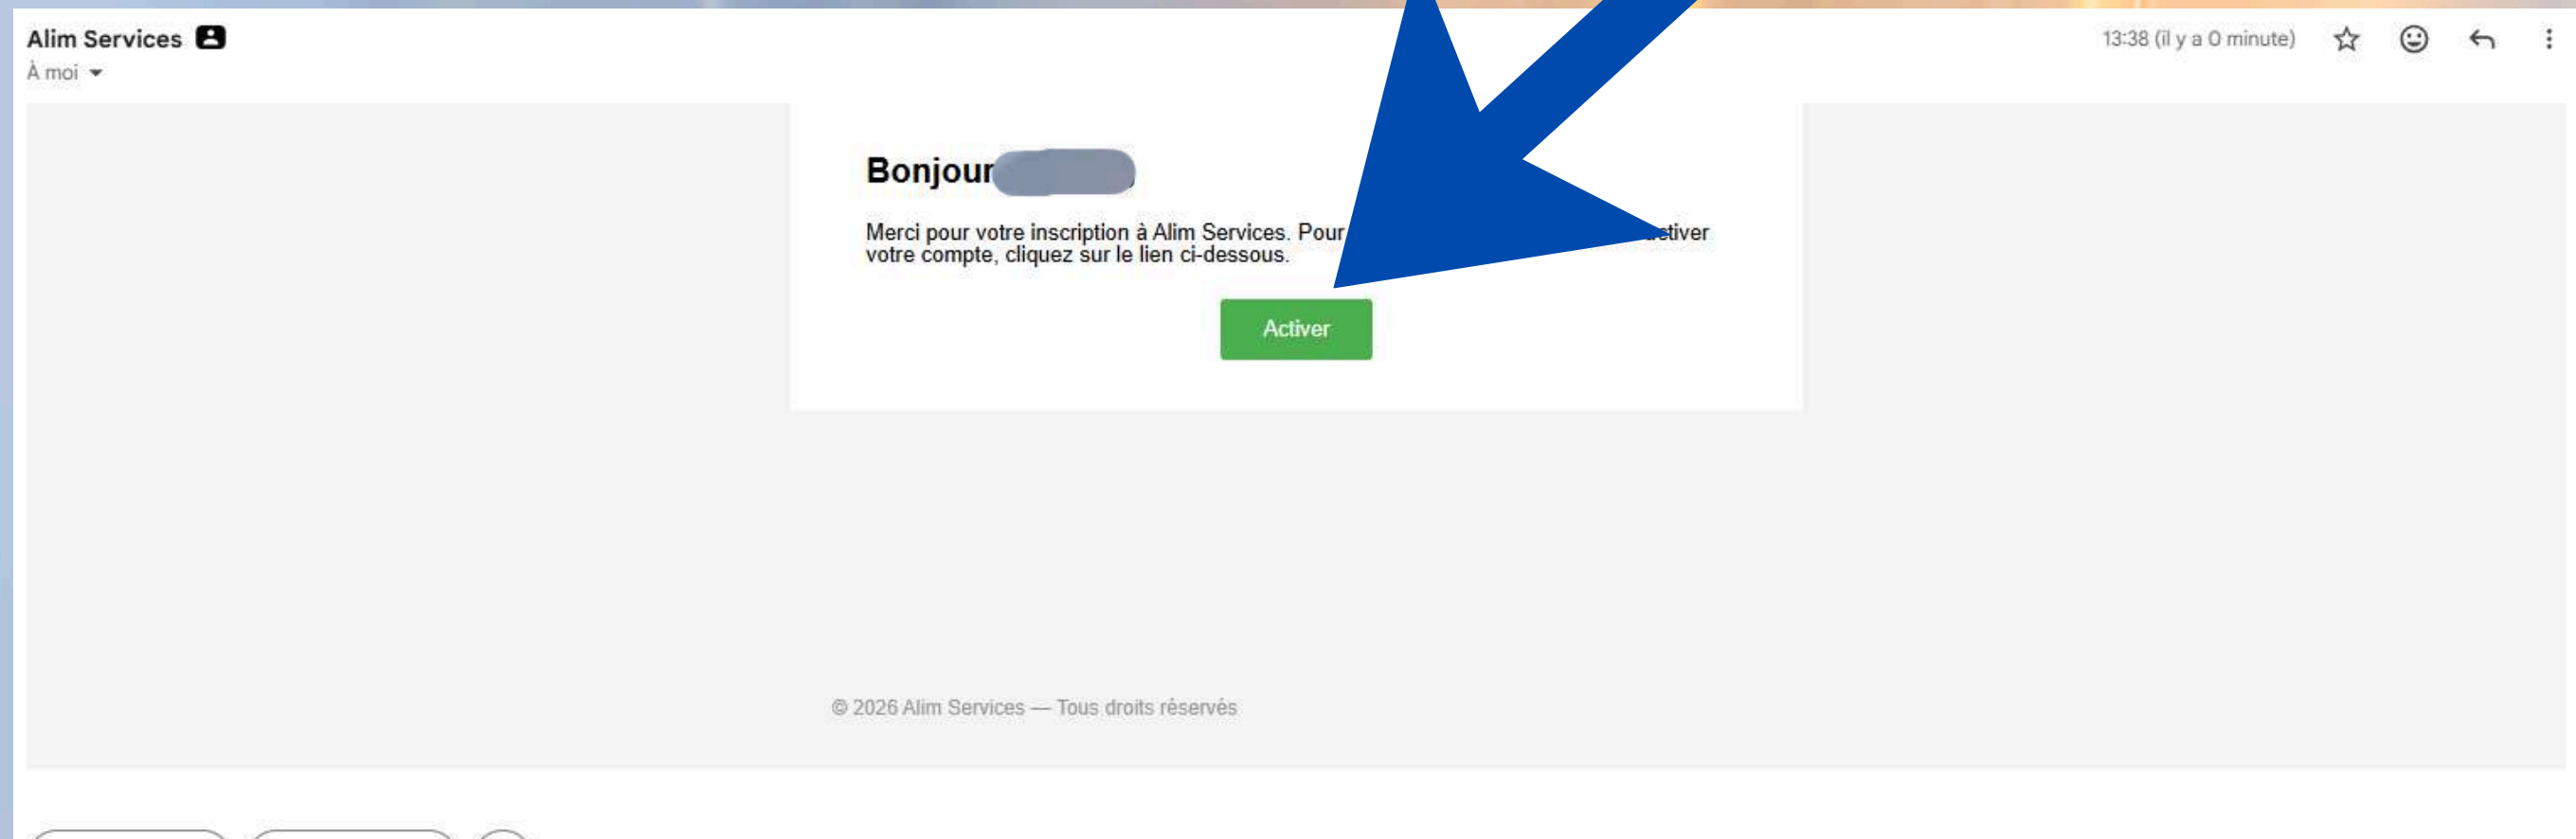 Alim Services
13:38 (il y a 0 minute)
À moi
Bonjour
Merci pour votre inscription à Alim Services. Pour
votre compte, cliquez sur le lien ci-dessous.
Activer
© 2026 Alim Services — Tous droits réservés